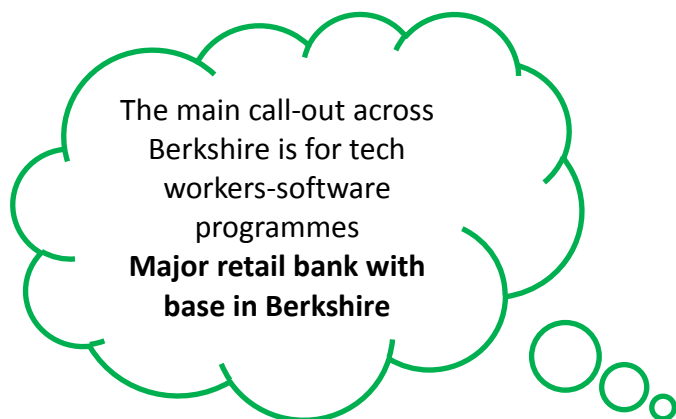 The main call-out across
Berkshire is for tech
workers-software
programmes
Major retail bank with
base in Berkshire